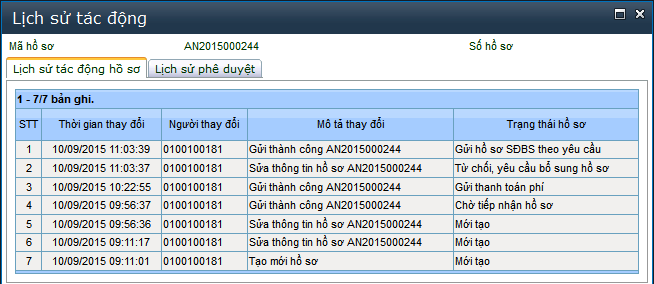 Lịch sử tác động
Mã hồ sơ AN2015000244 Số hồ sơ
Lịch sử tác động hồ sơ Lịch sử phê duyệt
1 - 7/7 bản ghi.
STT Thời gian thay đổi Người thay đổi Mô tả thay đổi Trạng thái hồ sơ
1 10/09/2015 11:03:39 0100100181 Gửi thành công AN2015000244 Gửi hồ sơ SĐBS theo yêu cầu
2 10/09/2015 11:03:37 0100100181 Sửa thông tin hồ sơ AN2015000244 Từ chối, yêu cầu bổ sung hồ sơ
3 10/09/2015 10:22:55 0100100181 Gửi thành công AN2015000244 Gửi thanh toán phí
4 10/09/2015 09:56:37 0100100181 Gửi thành công AN2015000244 Chờ tiếp nhận hồ sơ
5 10/09/2015 09:56:36 0100100181 Sửa thông tin hồ sơ AN2015000244 Mới tạo
6 10/09/2015 09:11:17 0100100181 Sửa thông tin hồ sơ AN2015000244 Mới tạo
7 10/09/2015 09:11:01 0100100181 Tạo mới hồ sơ Mới tạo